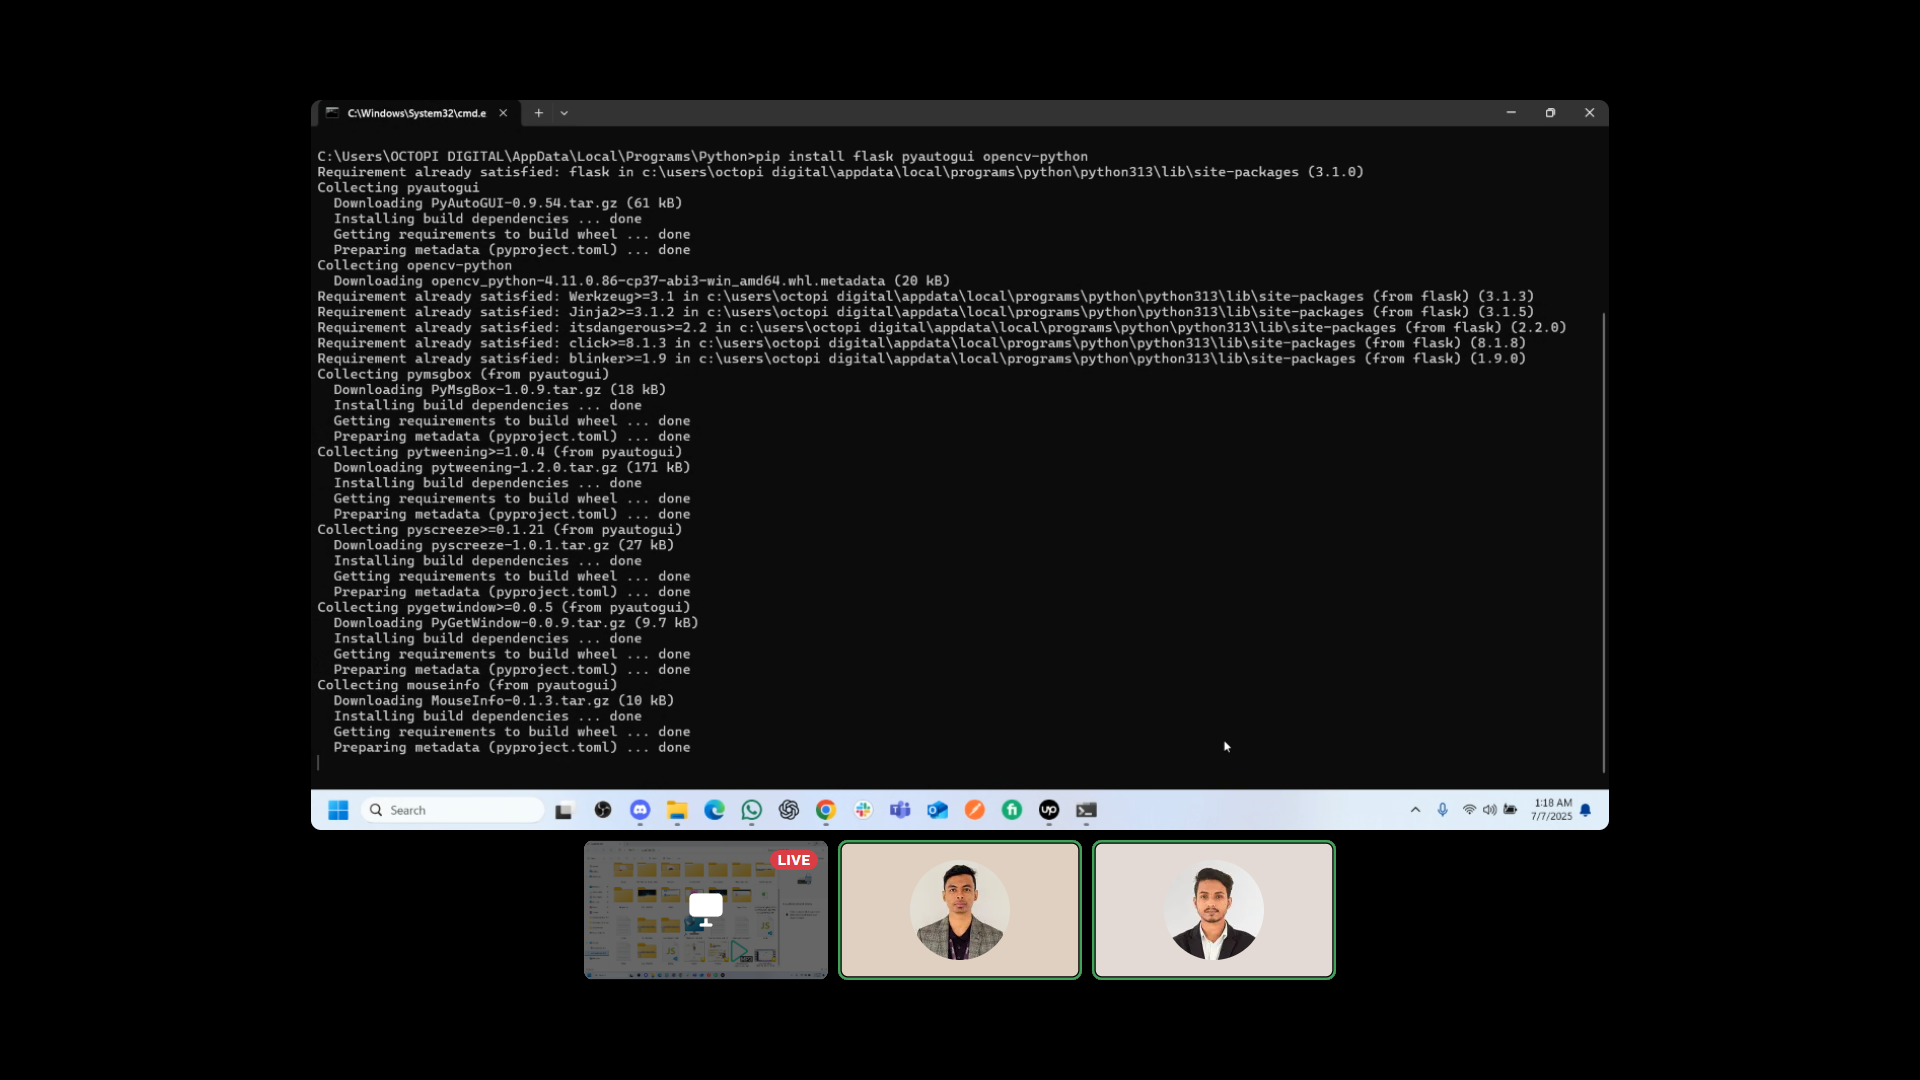 C:\Windows\System32\cmd.e
C:\Users\OCTOPI DIGITAL\AppData\Local\Programs\Python>pip install flask pyautogui opencv-python
Requirement already satisfied: flask in c:\users\octopi digital\appdata\local\programs\python\python313\lib\site-packages (3.1.0)
Collecting pyautogui
  Downloading PyAutoGUI-0.9.54.tar.gz (61 kB)
  Installing build dependencies ... done
  Getting requirements to build wheel ... done
  Preparing metadata (pyproject.toml) ... done
Collecting opencv-python
  Downloading opencv_python-4.11.0.86-cp37-abi3-win_amd64.whl.metadata (20 kB)
Requirement already satisfied: Werkzeug>=3.1 in c:\users\octopi digital\appdata\local\programs\python\python313\lib\site-packages (from flask) (3.1.3)
Requirement already satisfied: Jinja2>=3.1.2 in c:\users\octopi digital\appdata\local\programs\python\python313\lib\site-packages (from flask) (3.1.5)
Requirement already satisfied: itsdangerous>=2.2 in c:\users\octopi digital\appdata\local\programs\python\python313\lib\site-packages (from flask) (2.2.0)
Requirement already satisfied: click>=8.1.3 in c:\users\octopi digital\appdata\local\programs\python\python313\lib\site-packages (from flask) (8.1.8)
Requirement already satisfied: blinker>=1.9 in c:\users\octopi digital\appdata\local\programs\python\python313\lib\site-packages (from flask) (1.9.0)
Collecting pymsgbox (from pyautogui)
  Downloading PyMsgBox-1.0.9.tar.gz (18 kB)
  Installing build dependencies ... done
  Getting requirements to build wheel ... done
  Preparing metadata (pyproject.toml) ... done
Collecting pytweening>=1.0.4 (from pyautogui)
  Downloading pytweening-1.2.0.tar.gz (171 kB)
  Installing build dependencies ... done
  Getting requirements to build wheel ... done
  Preparing metadata (pyproject.toml) ... done
Collecting pyscreeze>=0.1.21 (from pyautogui)
  Downloading pyscreeze-1.0.1.tar.gz (27 kB)
  Installing build dependencies ... done
  Getting requirements to build wheel ... done
  Preparing metadata (pyproject.toml) ... done
Collecting pygetwindow>=0.0.5 (from pyautogui)
  Downloading PyGetWindow-0.0.9.tar.gz (9.7 kB)
  Installing build dependencies ... done
  Getting requirements to build wheel ... done
  Preparing metadata (pyproject.toml) ... done
Collecting mouseinfo (from pyautogui)
  Downloading MouseInfo-0.1.3.tar.gz (10 kB)
  Installing build dependencies ... done
  Getting requirements to build wheel ... done
  Preparing metadata (pyproject.toml) ... done
Search
1:18 AM
7/7/2025
LIVE